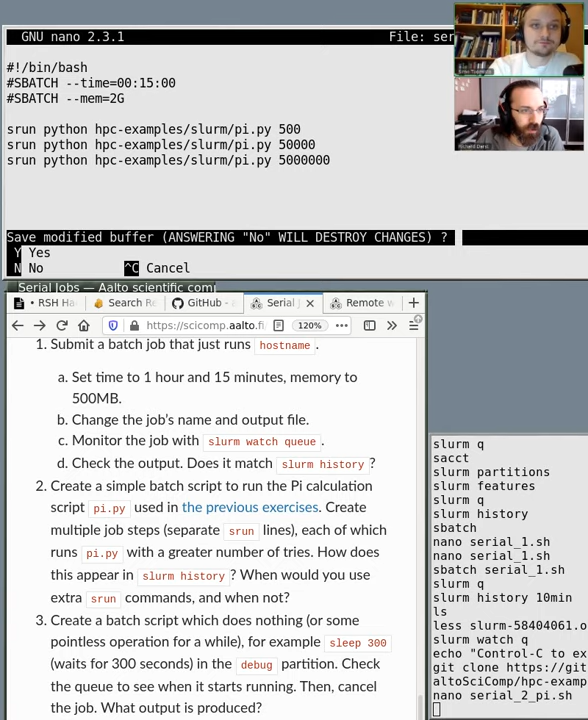 GNU nano 2.3.1 File: ser
#!/bin/bash
#SBATCH --time=00:15:00
#SBATCH --mem=2G
srun python hpc-examples/slurm/pi.py 500
srun python hpc-examples/slurm/pi.py 50000
srun python hpc-examples/slurm/pi.py 5000000
Save modified buffer (ANSWERING "No" WILL DESTROY CHANGES) ?
Y Yes
N No ^C Cancel
Serial Jobs — Aalto scientific com
• RSH Ha
Search R
GitHub -
Serial J
Remote w
https://scicomp.aalto.fi
120%
1. Submit a batch job that just runs hostname.
a. Set time to 1 hour and 15 minutes, memory to
500MB.
b. Change the job's name and output file.
c. Monitor the job with slurm watch queue.
d. Check the output. Does it match slurm history?
2. Create a simple batch script to run the Pi calculation
script pi.py used in the previous exercises. Create
multiple job steps (separate srun lines), each of which
runs pi.py with a greater number of tries. How does
this appear in slurm history? When would you use
extra srun commands, and when not?
3. Create a batch script which does nothing (or some
pointless operation for a while), for example sleep 300
(waits for 300 seconds) in the debug partition. Check
the queue to see when it starts running. Then, cancel
the job. What output is produced?
slurm q
sacct
slurm partitions
slurm features
slurm q
slurm history
sbatch
nano serial_1.sh
nano serial_1.sh
sbatch serial_1.sh
slurm q
slurm history 10min
ls
less slurm-58404061.o
slurm watch q
echo "Control-C to ex
git clone https://git
altoSciComp/hpc-examp
nano serial_2_pi.sh